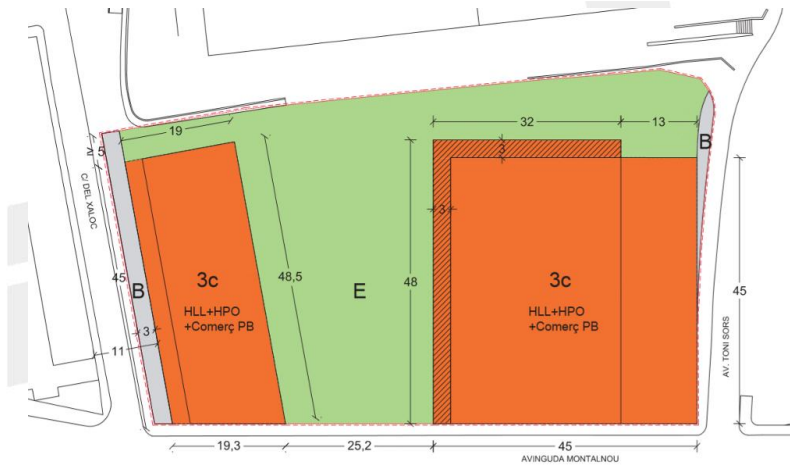 19
32
13
B
5
3
C/ DEL XALOC
3
45
B
3
11
3c
HLL+HPO
+Comerç PB
48,5
E
48
3c
HLL+HPO
+Comerç PB
45
AV. TONI SORS
19,3
25,2
45
AVINGUDA MONTALNOU